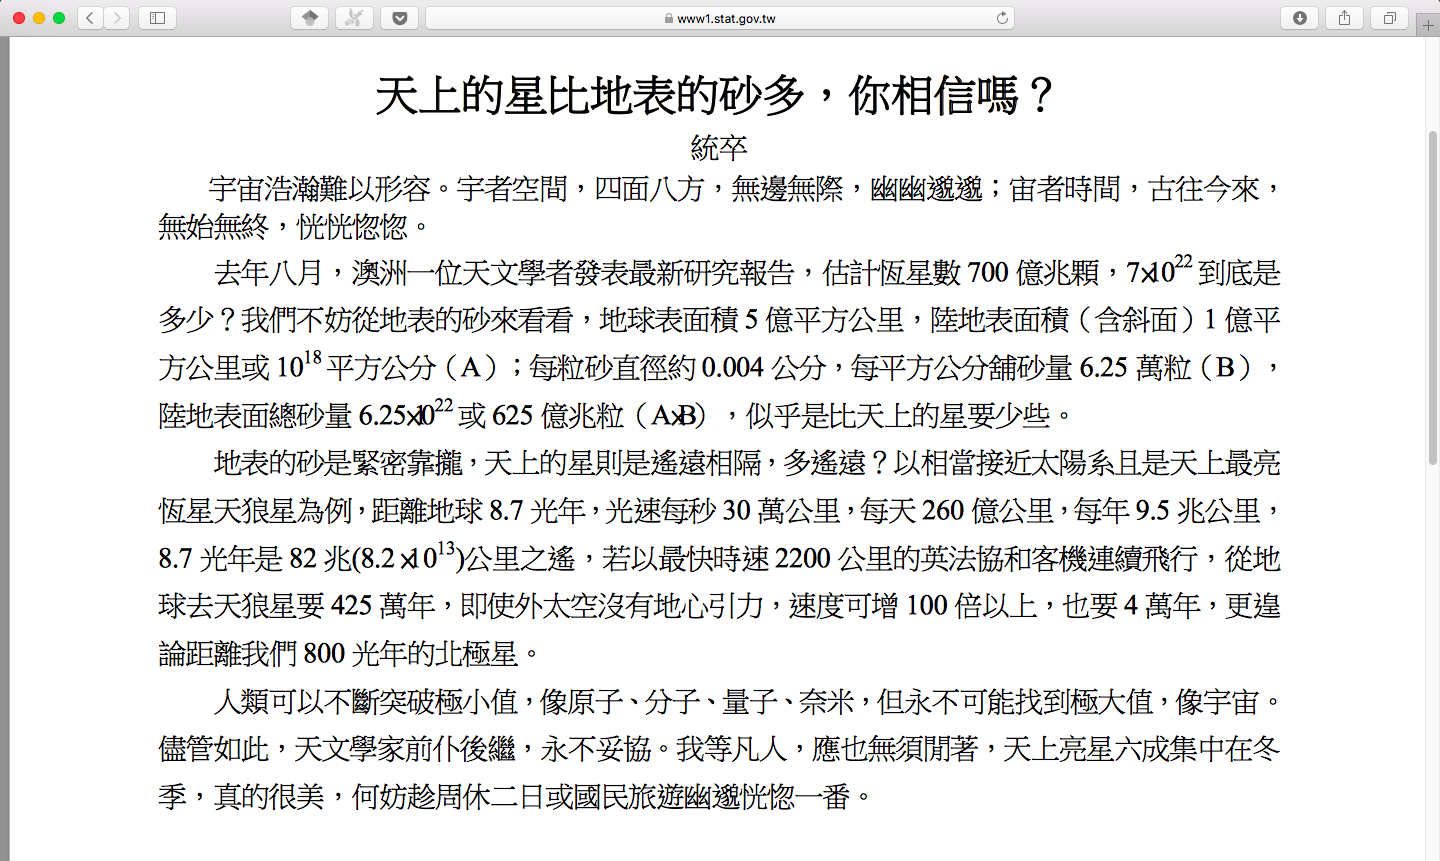 www1.stat.gov.tw
天上的星比地表的砂多，你相信嗎？
統卒
宇宙浩瀚難以形容。宇者空間，四面八方，無邊無際，幽幽邈邈；宙者時間，古往今來，
無始無終，恍恍惚惚。
去年八月，澳洲一位天文學者發表最新研究報告，估計恆星數 700 億兆顆，7×10²² 到底是
多少？我們不妨從地表的砂來看看，地球表面積 5 億平方公里，陸地表面積（含斜面）1 億平
方公里或 10¹⁸ 平方公分（A）；每粒砂直徑約 0.004 公分，每平方公分舖砂量 6.25 萬粒（B），
陸地表面總砂量 6.25×10²² 或 625 億兆粒（A×B），似乎是比天上的星要少些。
地表的砂是緊密靠攏，天上的星則是遙遠相隔，多遙遠？以相當接近太陽系且是天上最亮
恆星天狼星為例，距離地球 8.7 光年，光速每秒 30 萬公里，每天 260 億公里，每年 9.5 兆公里，
8.7 光年是 82 兆(8.2×10¹³)公里之遙，若以最快時速 2200 公里的英法協和客機連續飛行，從地
球去天狼星要 425 萬年，即使外太空沒有地心引力，速度可增 100 倍以上，也要 4 萬年，更遑
論距離我們 800 光年的北極星。
人類可以不斷突破極小值，像原子、分子、量子、奈米，但永不可能找到極大值，像宇宙。
儘管如此，天文學家前仆後繼，永不妥協。我等凡人，應也無須閒著，天上亮星六成集中在冬
季，真的很美，何妨趁周休二日或國民旅遊幽邈恍惚一番。